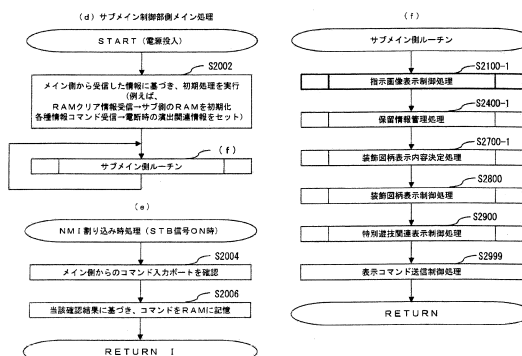 (d) サブメイン制御部側メイン処理
START (電源投入)
S2002
メイン側から受信した情報に基づき、初期処理を実行
(例えば、
RAMクリア情報受信→サブ側のRAMを初期化
各種情報コマンド受信→電断時の演出関連情報をセット)
(f)
サブメイン側ルーチン
(e)
NMI割り込み時処理(STB信号ON時)
S2004
メイン側からのコマンド入力ポートを確認
S2006
当該確認結果に基づき、コマンドをRAMに記憶
RETURN I
(f)
サブメイン側ルーチン
S2100-1
指示画像表示制御処理
S2400-1
保留情報管理処理
S2700-1
装飾図柄表示内容決定処理
S2800
装飾図柄表示制御処理
S2900
特別遊技関連表示制御処理
S2999
表示コマンド送信制御処理
RETURN